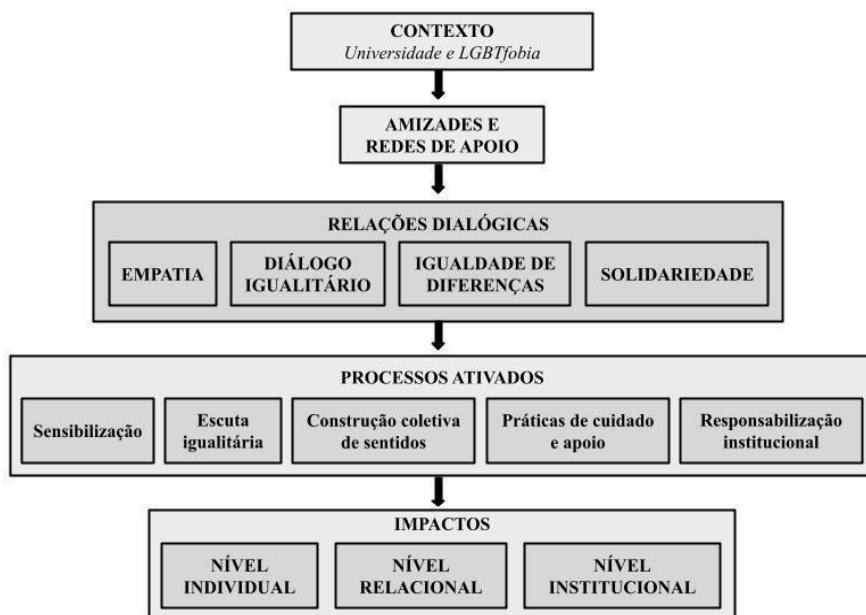 CONTEXTO
Universidade e LGBTfobia
AMIZADES E
REDES DE APOIO
RELAÇÕES DIALÓGICAS
EMPATIA
DIÁLOGO
IGUALITÁRIO
IGUALDADE DE
DIFERENÇAS
SOLIDARIEDADE
PROCESSOS ATIVADOS
Sensibilização
Escuta
igualitária
Construção coletiva
de sentidos
Práticas de cuidado
e apoio
Responsabilização
institucional
IMPACTOS
NÍVEL
INDIVIDUAL
NÍVEL
RELACIONAL
NÍVEL
INSTITUCIONAL